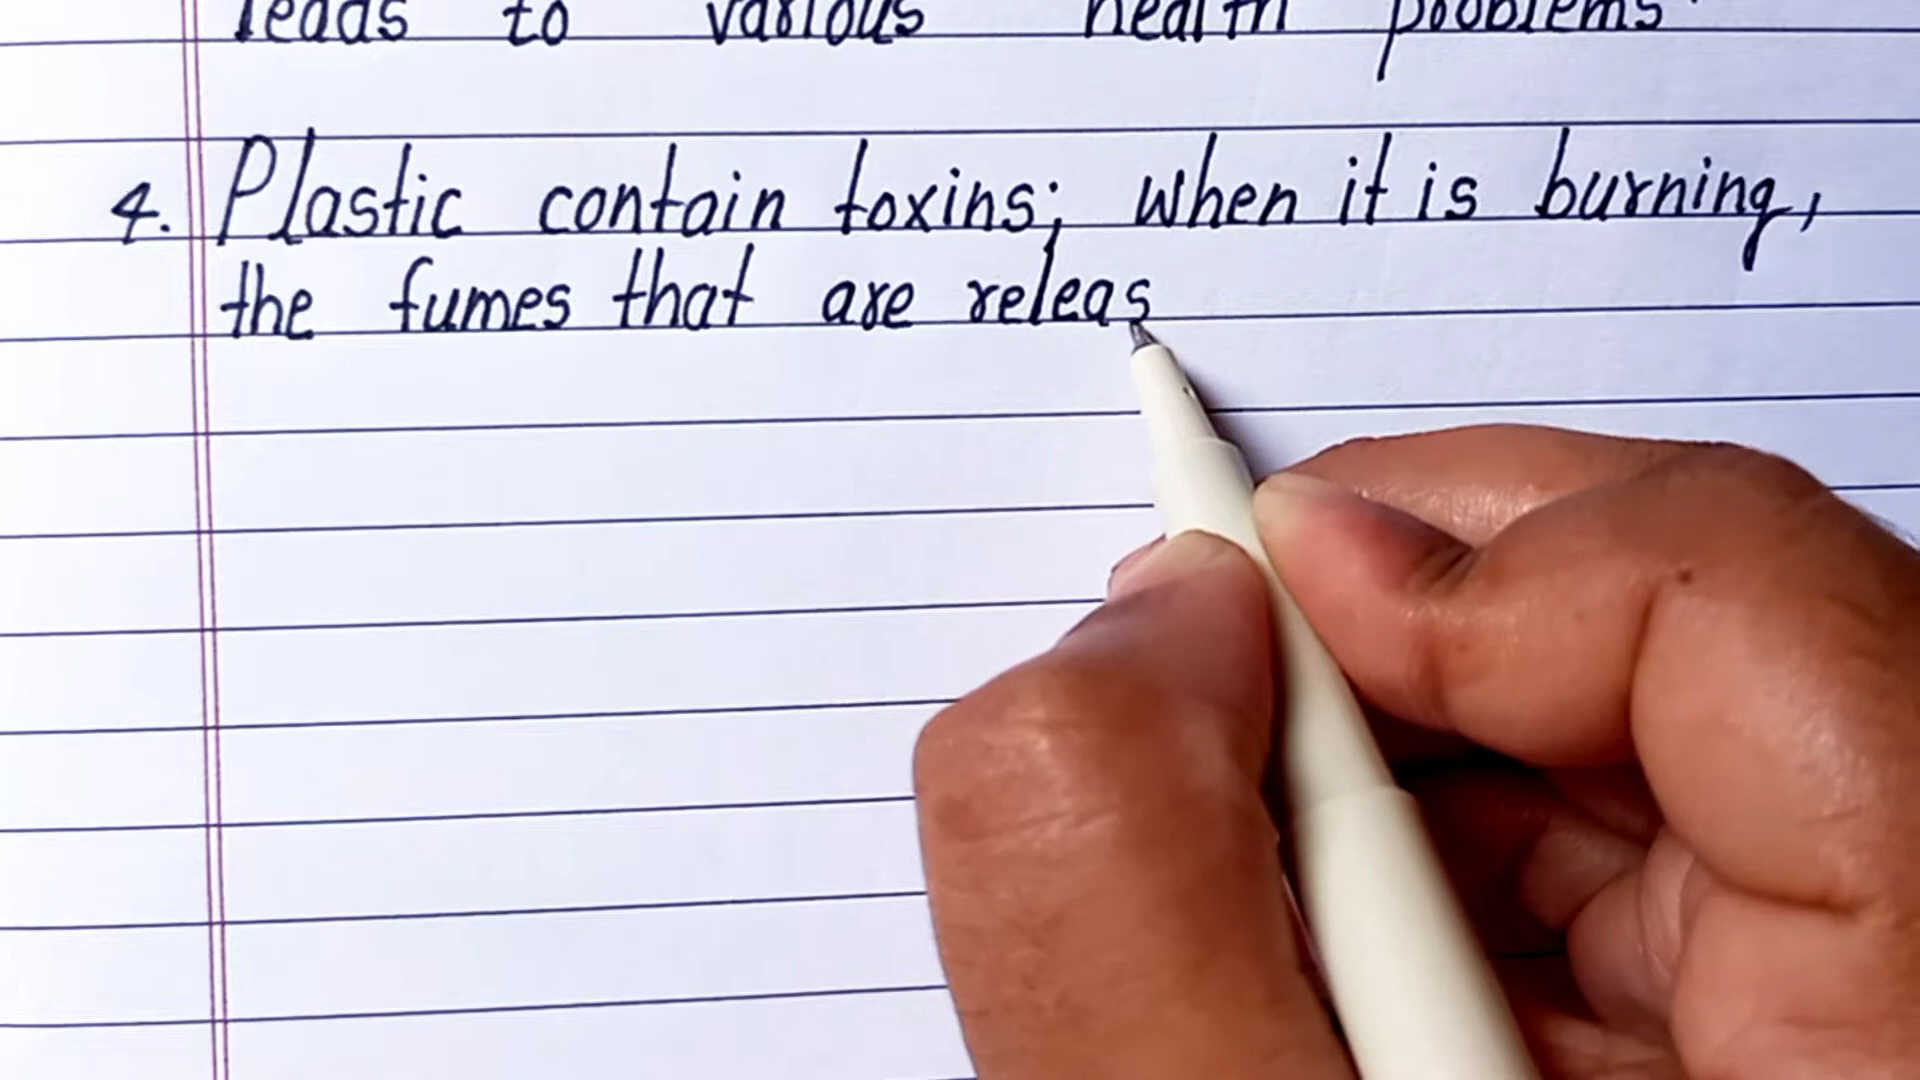 leads to various health problems.
4. Plastic contain toxins; when it is burning,
the fumes that are releas